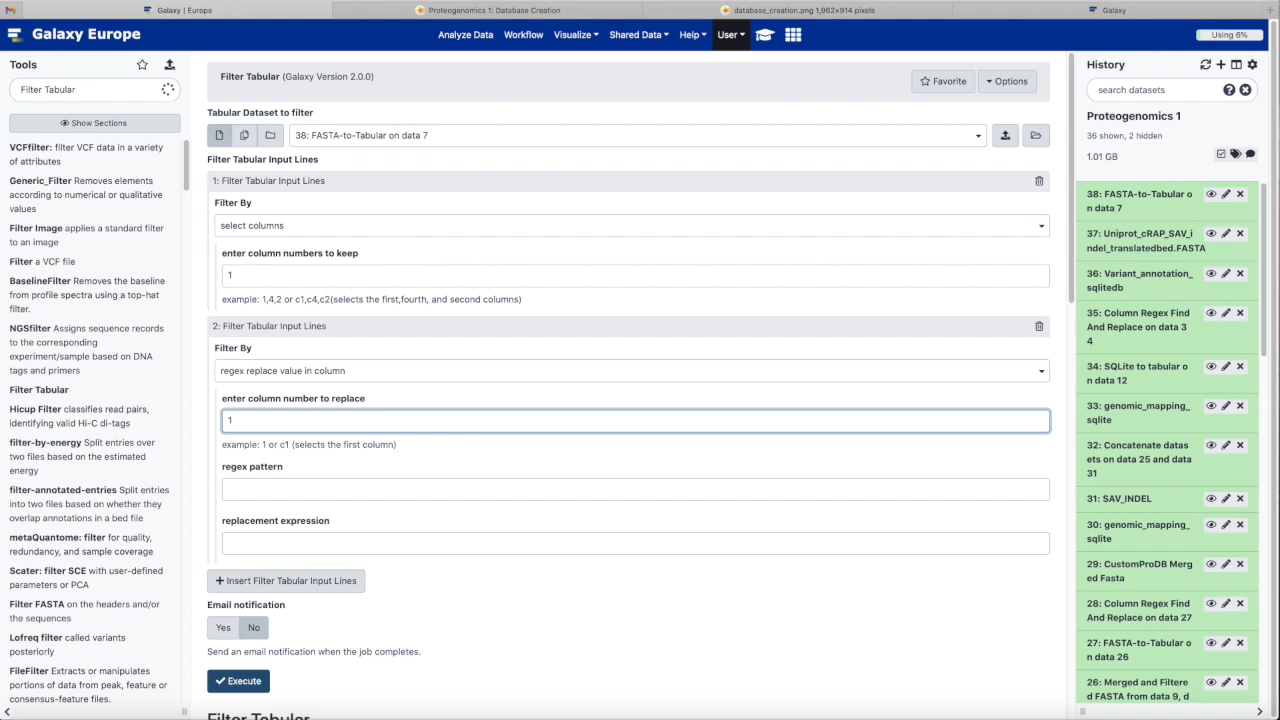 Galaxy | Europe
Proteogenomics 1: Database Creation
database_creation.png 1,962×914 pixels
Galaxy
Galaxy Europe
Analyze Data
Workflow
Visualize
Shared Data
Help
User
Using 6%
Tools
Filter Tabular
Show Sections
VCFfilter: filter VCF data in a variety
of attributes
Generic_Filter Removes elements
according to numerical or qualitative
values
Filter Image applies a standard filter
to an image
Filter a VCF file
BaselineFilter Removes the baseline
from profile spectra using a top-hat
filter.
NGSfilter Assigns sequence records
to the corresponding
experiment/sample based on DNA
tags and primers
Filter Tabular
Hicup Filter classifies read pairs,
identifying valid Hi-C di-tags
filter-by-energy Split entries over
two files based on the estimated
energy
filter-annotated-entries Split entries
into two files based on whether they
overlap annotations in a bed file
metaQuantome: filter for quality,
redundancy, and sample coverage
Scater: filter SCE with user-defined
parameters or PCA
Filter FASTA on the headers and/or
the sequences
Lofreq filter called variants
posteriorly
FileFilter Extracts or manipulates
portions of data from peak, feature or
consensus-feature files.
Filter Tabular (Galaxy Version 2.0.0)
Favorite
Options
Tabular Dataset to filter
38: FASTA-to-Tabular on data 7
Filter Tabular Input Lines
1: Filter Tabular Input Lines
Filter By
select columns
enter column numbers to keep
1
example: 1,4,2 or c1,c4,c2(selects the first,fourth, and second columns)
2: Filter Tabular Input Lines
Filter By
regex replace value in column
enter column number to replace
1
example: 1 or c1 (selects the first column)
regex pattern
replacement expression
Insert Filter Tabular Input Lines
Email notification
Yes
No
Send an email notification when the job completes.
Execute
Filter Tabular
History
search datasets
Proteogenomics 1
36 shown, 2 hidden
1.01 GB
38: FASTA-to-Tabular o
n data 7
37: Uniprot_cRAP_SAV_i
ndel_translatedbed.FASTA
36: Variant_annotation_
sqlitedb
35: Column Regex Find
And Replace on data 3
4
34: SQLite to tabular o
n data 12
33: genomic_mapping_
sqlite
32: Concatenate datas
ets on data 25 and data
31
31: SAV_INDEL
30: genomic_mapping_
sqlite
29: CustomProDB Merg
ed Fasta
28: Column Regex Find
And Replace on data 27
27: FASTA-to-Tabular o
n data 26
26: Merged and Filtere
d FASTA from data 9, d